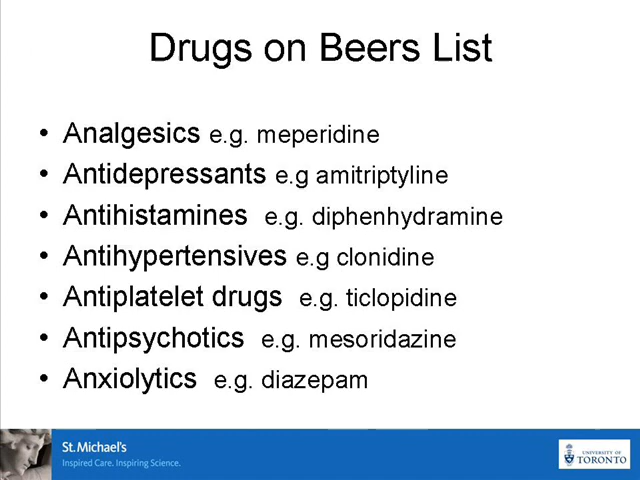 Drugs on Beers List
• Analgesics e.g. meperidine
• Antidepressants e.g amitriptyline
• Antihistamines e.g. diphenhydramine
• Antihypertensives e.g clonidine
• Antiplatelet drugs e.g. ticlopidine
• Antipsychotics e.g. mesoridazine
• Anxiolytics e.g. diazepam
St. Michael's
Inspired Care. Inspiring Science.
UNIVERSITY OF
TORONTO